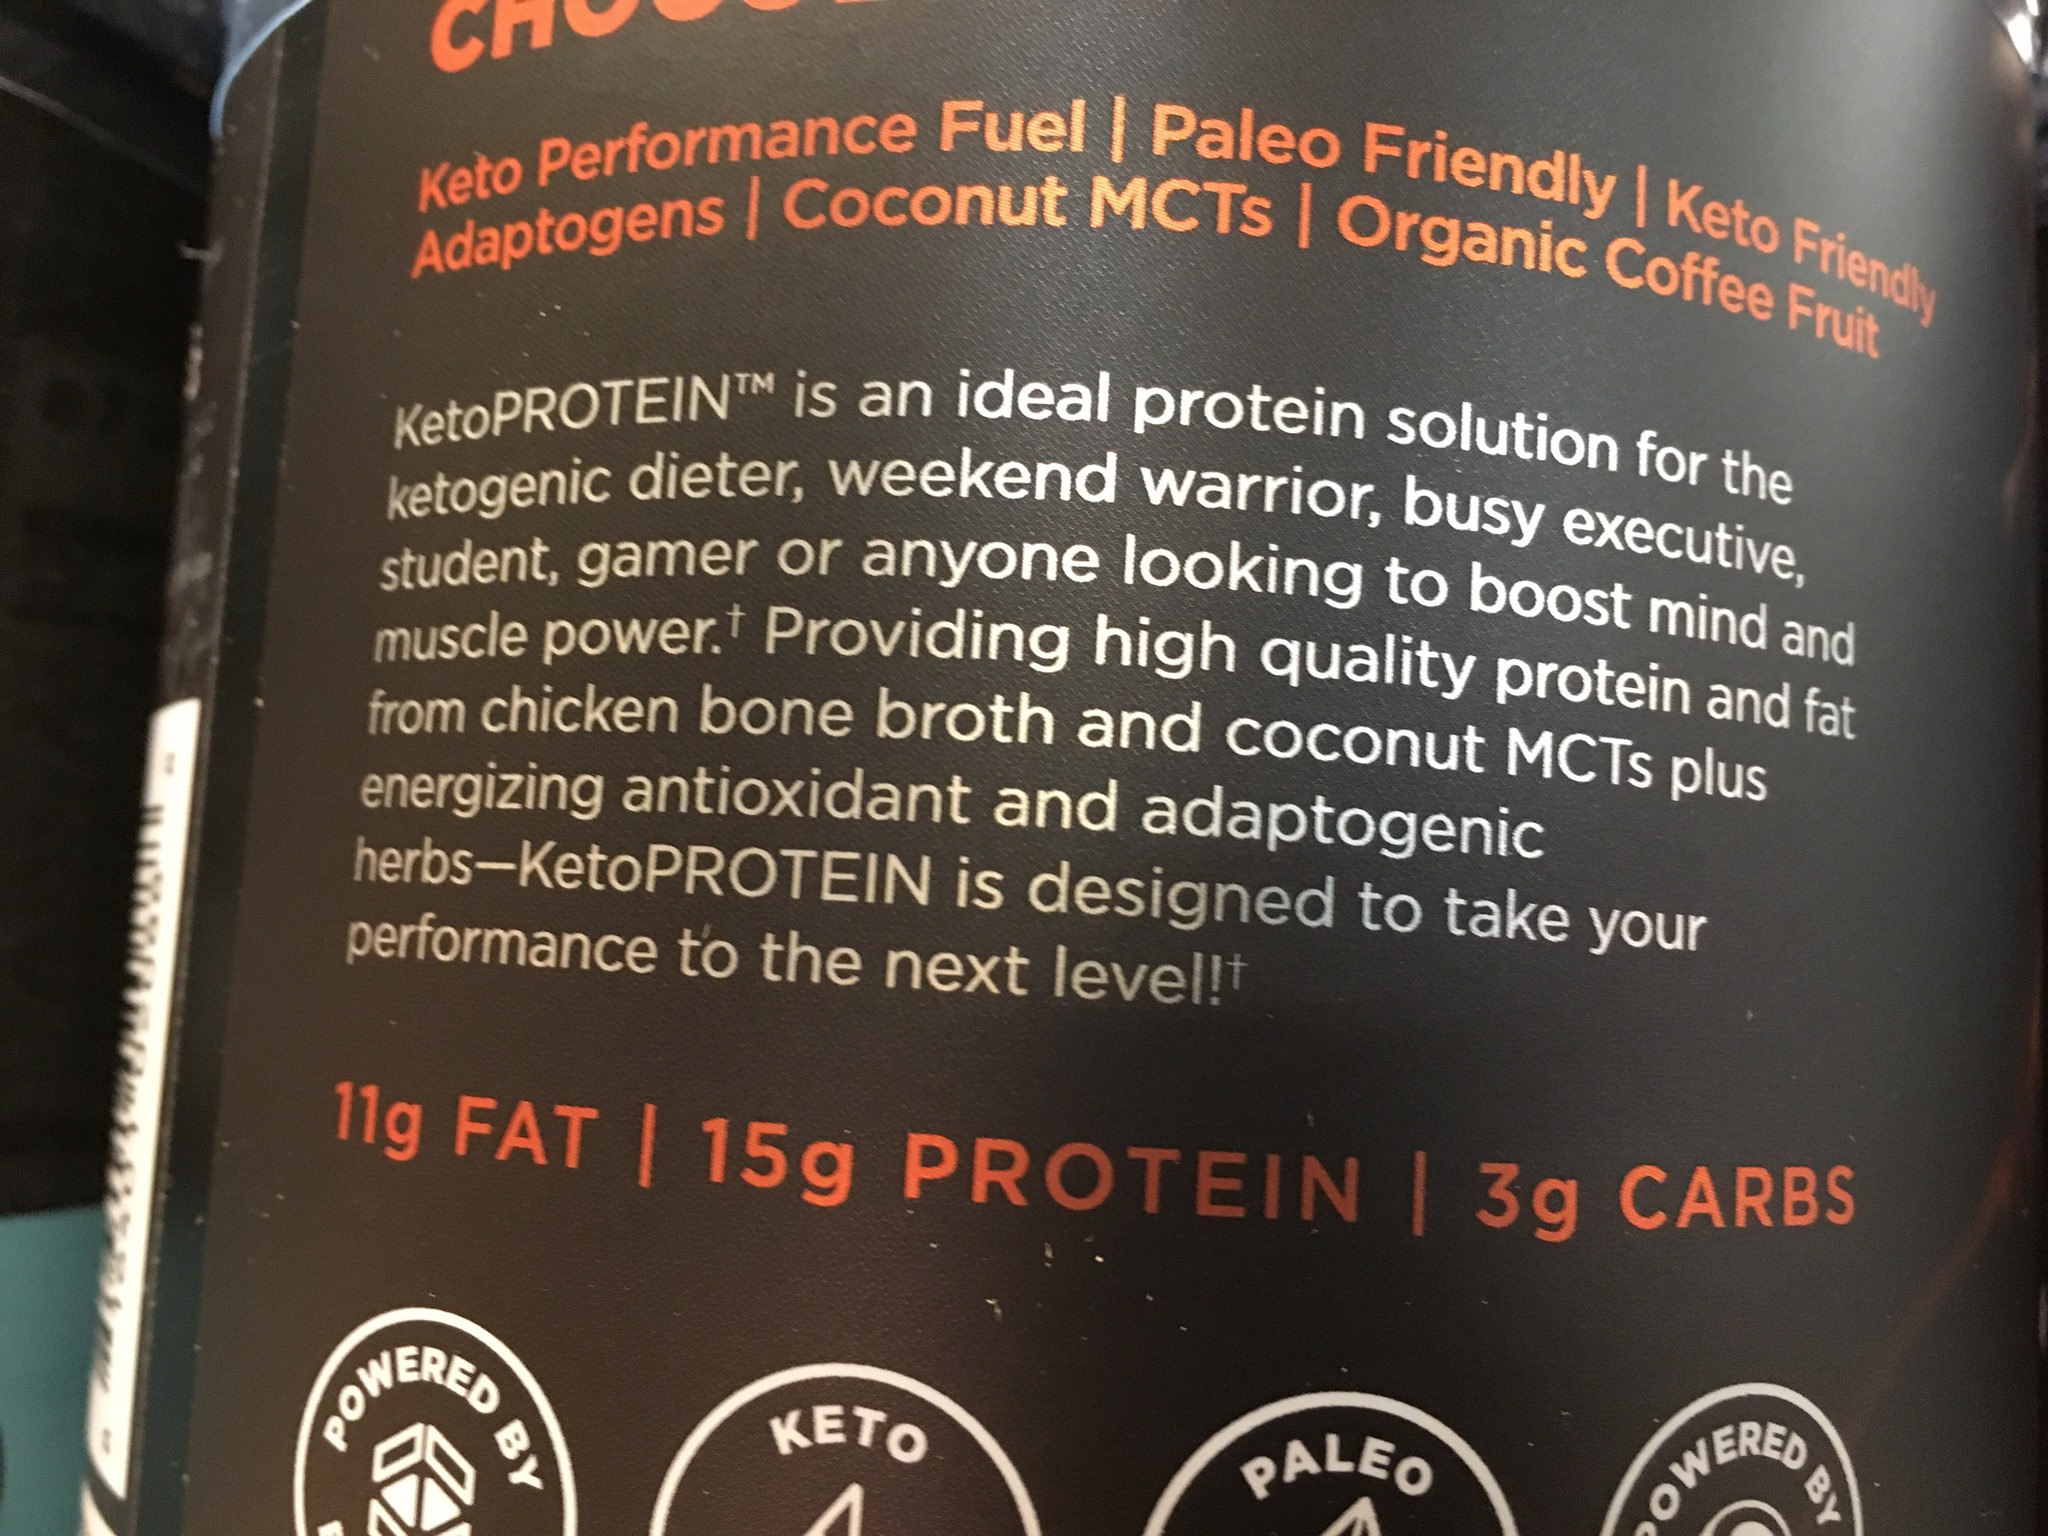 Keto Performance Fuel | Paleo Friendly | Keto Friendly
Adaptogens | Coconut MCTs | Organic Coffee Fruit
KetoPROTEIN™ is an ideal protein solution for the
ketogenic dieter, weekend warrior, busy executive,
student, gamer or anyone looking to boost mind and
muscle power.† Providing high quality protein and fat
from chicken bone broth and coconut MCTs plus
energizing antioxidant and adaptogenic
herbs—KetoPROTEIN is designed to take your
performance to the next level!†
11g FAT | 15g PROTEIN | 3g CARBS
POWERED BY
KETO
PALEO
POWERED BY